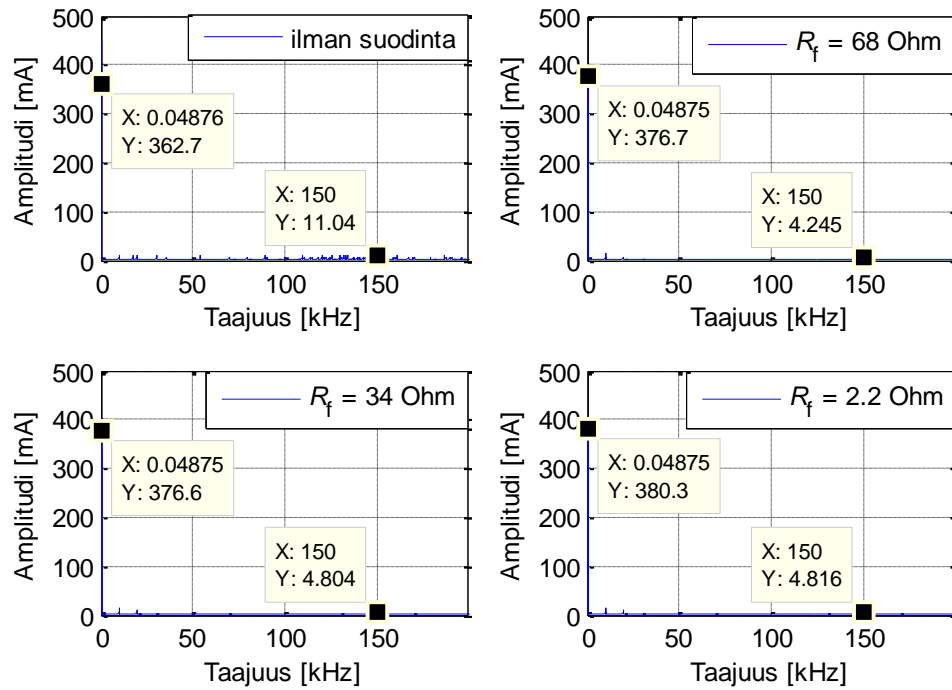 500
400
300
200
100
0
Amplitudi [mA]
ilman suodinta
X: 0.04876
Y: 362.7
X: 150
Y: 11.04
0 50 100 150
Taajuus [kHz]
500
400
300
200
100
0
Amplitudi [mA]
Rf = 68 Ohm
X: 0.04875
Y: 376.7
X: 150
Y: 4.245
0 50 100 150
Taajuus [kHz]
500
400
300
200
100
0
Amplitudi [mA]
Rf = 34 Ohm
X: 0.04875
Y: 376.6
X: 150
Y: 4.804
0 50 100 150
Taajuus [kHz]
500
400
300
200
100
0
Amplitudi [mA]
Rf = 2.2 Ohm
X: 0.04875
Y: 380.3
X: 150
Y: 4.816
0 50 100 150
Taajuus [kHz]